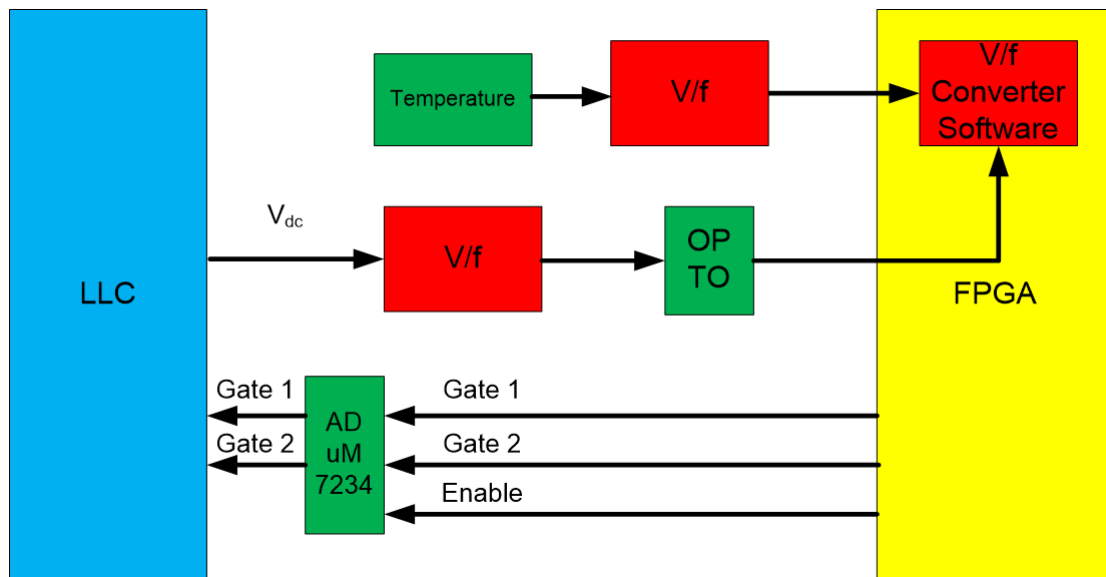 V/f
Converter
Software
Temperature
V/f
Vdc
V/f
OP
TO
LLC
FPGA
Gate 1
Gate 1
AD
uM
7234
Gate 2
Gate 2
Enable